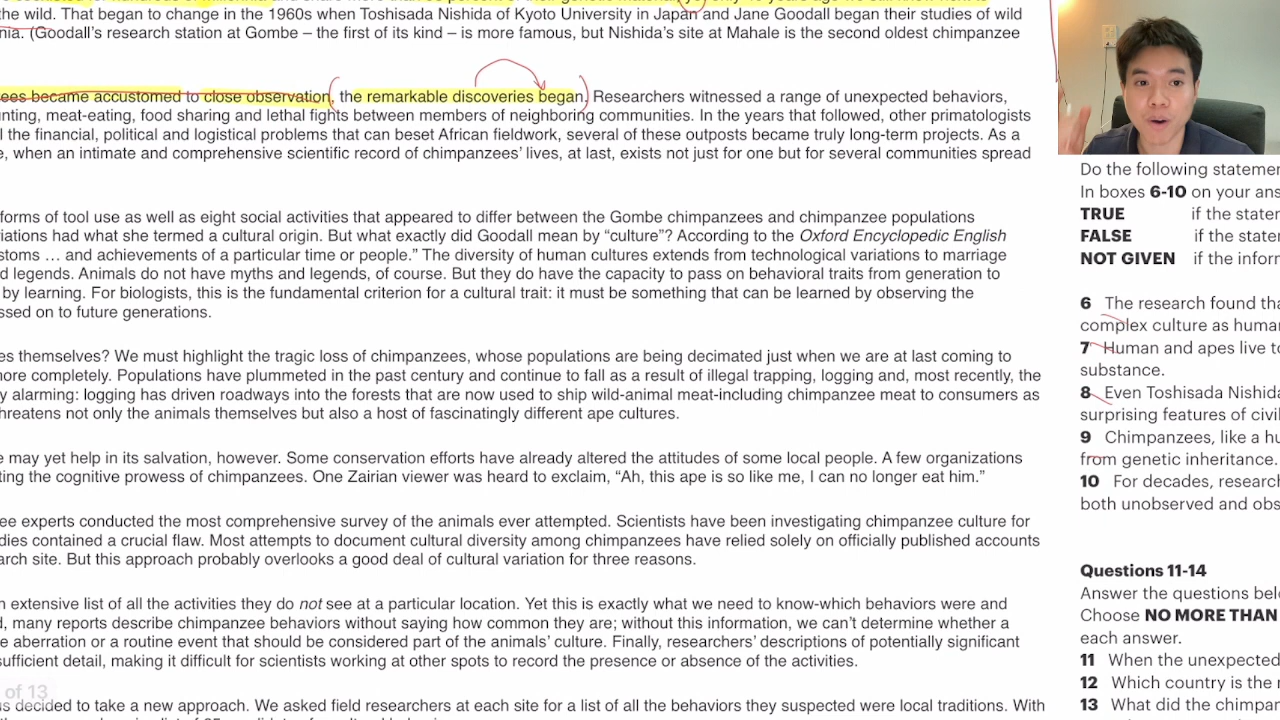 the wild. That began to change in the 1960s when Toshisada Nishida of Kyoto University in Japan and Jane Goodall began their studies of wild
nia. (Goodall's research station at Gombe – the first of its kind – is more famous, but Nishida's site at Mahale is the second oldest chimpanzee
ees became accustomed to close observation, the remarkable discoveries began. Researchers witnessed a range of unexpected behaviors,
nting, meat-eating, food sharing and lethal fights between members of neighboring communities. In the years that followed, other primatologists
l the financial, political and logistical problems that can beset African fieldwork, several of these outposts became truly long-term projects. As a
e, when an intimate and comprehensive scientific record of chimpanzees' lives, at last, exists not just for one but for several communities spread
forms of tool use as well as eight social activities that appeared to differ between the Gombe chimpanzees and chimpanzee populations
riations had what she termed a cultural origin. But what exactly did Goodall mean by “culture”? According to the Oxford Encyclopedic English
stoms … and achievements of a particular time or people.” The diversity of human cultures extends from technological variations to marriage
d legends. Animals do not have myths and legends, of course. But they do have the capacity to pass on behavioral traits from generation to
by learning. For biologists, this is the fundamental criterion for a cultural trait: it must be something that can be learned by observing the
ssed on to future generations.
es themselves? We must highlight the tragic loss of chimpanzees, whose populations are being decimated just when we are at last coming to
more completely. Populations have plummeted in the past century and continue to fall as a result of illegal trapping, logging and, most recently, the
y alarming: logging has driven roadways into the forests that are now used to ship wild-animal meat-including chimpanzee meat to consumers as
hreatens not only the animals themselves but also a host of fascinatingly different ape cultures.
e may yet help in its salvation, however. Some conservation efforts have already altered the attitudes of some local people. A few organizations
ting the cognitive prowess of chimpanzees. One Zairian viewer was heard to exclaim, “Ah, this ape is so like me, I can no longer eat him.”
ee experts conducted the most comprehensive survey of the animals ever attempted. Scientists have been investigating chimpanzee culture for
dies contained a crucial flaw. Most attempts to document cultural diversity among chimpanzees have relied solely on officially published accounts
arch site. But this approach probably overlooks a good deal of cultural variation for three reasons.
n extensive list of all the activities they do not see at a particular location. Yet this is exactly what we need to know-which behaviors were and
d, many reports describe chimpanzee behaviors without saying how common they are; without this information, we can't determine whether a
e aberration or a routine event that should be considered part of the animals' culture. Finally, researchers' descriptions of potentially significant
sufficient detail, making it difficult for scientists working at other spots to record the presence or absence of the activities.
of 13
us decided to take a new approach. We asked field researchers at each site for a list of all the behaviors they suspected were local traditions. With
Do the following statemen
In boxes 6-10 on your ans
TRUE if the staten
FALSE if the stater
NOT GIVEN if the inforn
6 The research found tha
complex culture as human
7 Human and apes live to
substance.
8 Even Toshisada Nishida
surprising features of civil
9 Chimpanzees, like a hu
from genetic inheritance.
10 For decades, research
both unobserved and obs
Questions 11-14
Answer the questions belo
Choose NO MORE THAN
each answer.
11 When the unexpected
12 Which country is the n
13 What did the chimpan